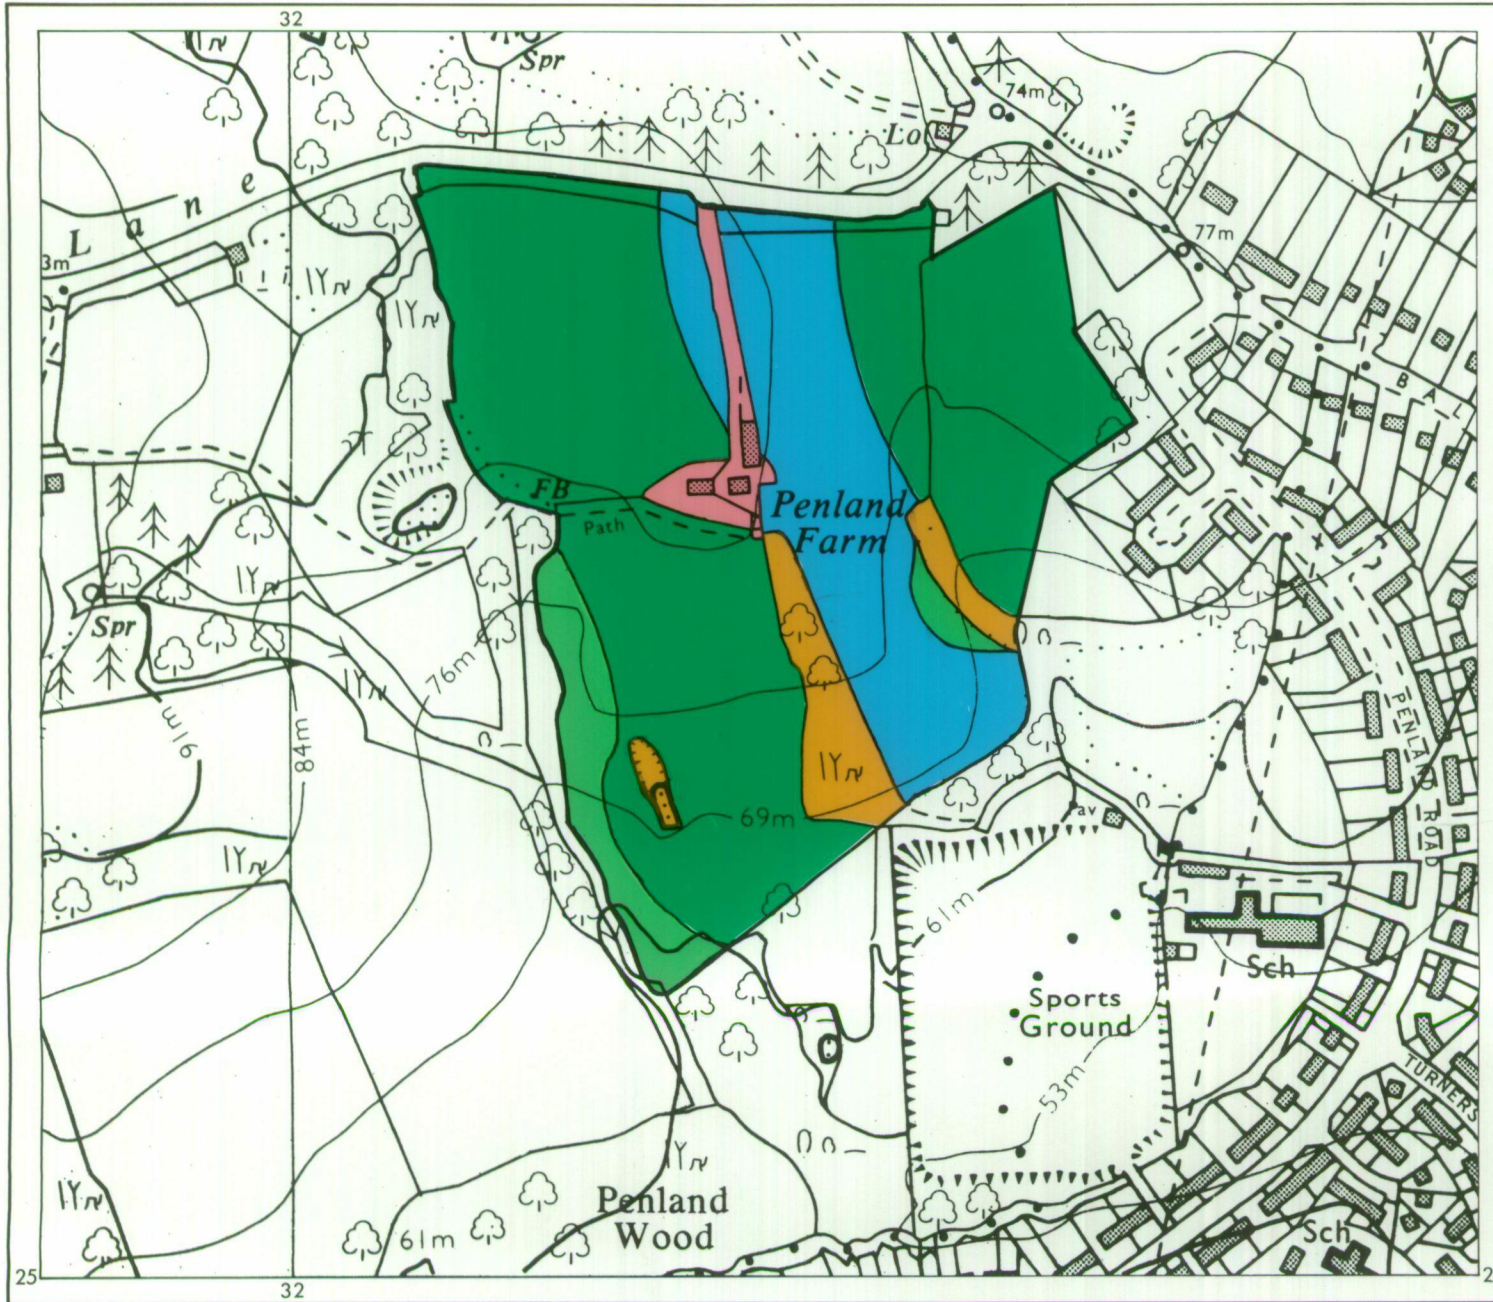 32
Spr
74m
Lo
Lane
77m
3m
B A L
FB
Path
Penland
Farm
Spr
76m
91m
84m
PENLAND ROAD
69m
61m
Sch
Sports
Ground
53m
TURNERS
Penland
Wood
61m
Sch
25
32
2